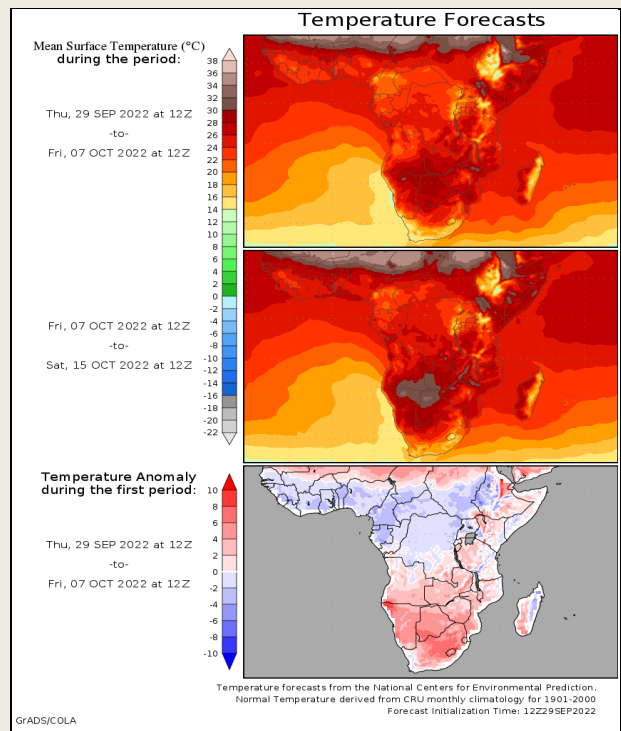 Temperature Forecasts
Mean Surface Temperature (°C)
during the period:
Thu, 29 SEP 2022 at 12Z
-to-
Fri, 07 OCT 2022 at 12Z
38
36
34
32
30
28
26
24
22
20
18
16
14
12
10
8
6
4
2
0
-2
-4
-6
-8
-10
-12
-14
-16
-18
-20
-22
Fri, 07 OCT 2022 at 12Z
-to-
Sat, 15 OCT 2022 at 12Z
Temperature Anomaly
during the first period:
Thu, 29 SEP 2022 at 12Z
-to-
Fri, 07 OCT 2022 at 12Z
10
8
6
4
2
0
-2
-4
-6
-8
-10
Temperature forecasts from the National Centers for Environmental Prediction.
Normal Temperature derived from CRU monthly climatology for 1901-2000
Forecast Initialization Time: 12Z29SEP2022
GrADS/COLA